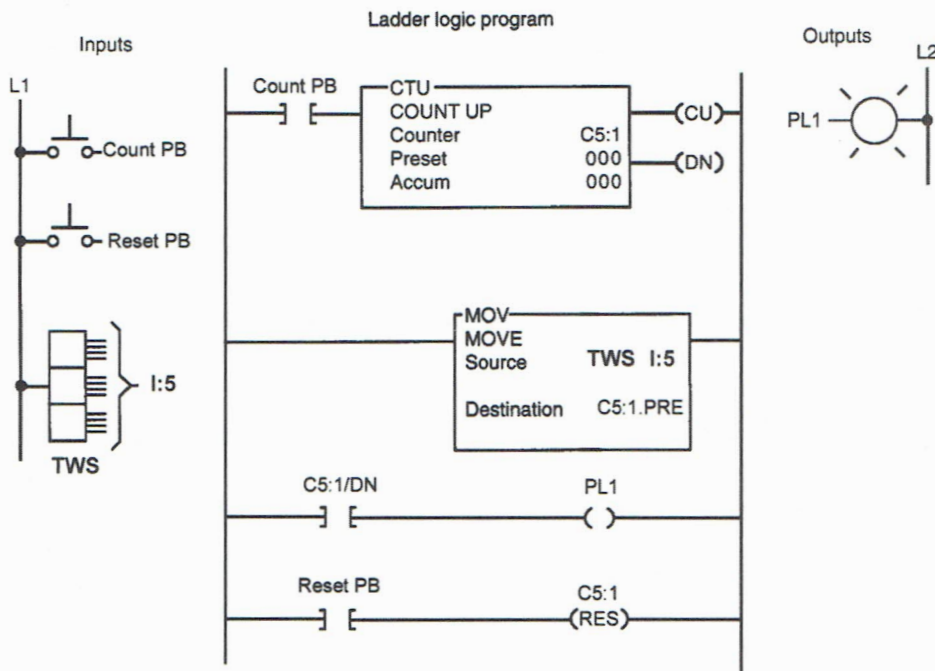 Ladder logic program
Inputs
Outputs
L1
L2
Count PB
Reset PB
I:5
TWS
Count PB
CTU
COUNT UP
Counter C5:1
Preset 000
Accum 000
(CU)
(DN)
PL1
MOV
MOVE
Source TWS I:5
Destination C5:1.PRE
C5:1/DN
PL1
Reset PB
C5:1
(RES)